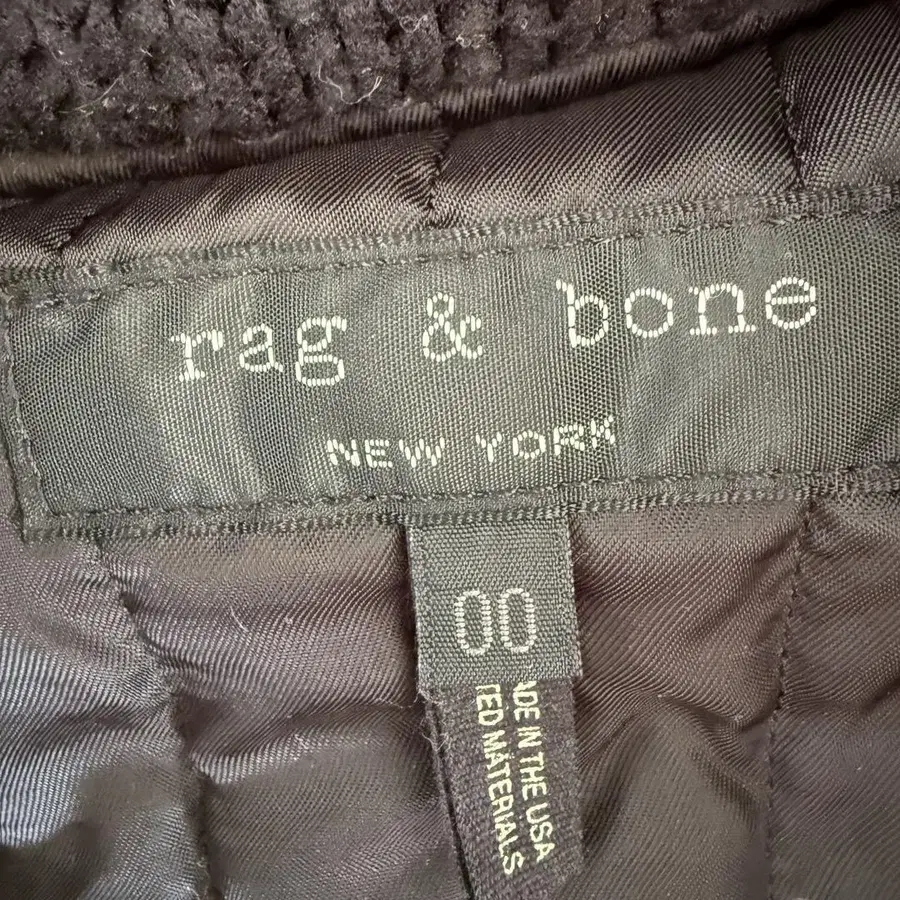 rag & bone
NEW YORK
00
DE IN THE USA
TED MATERIALS